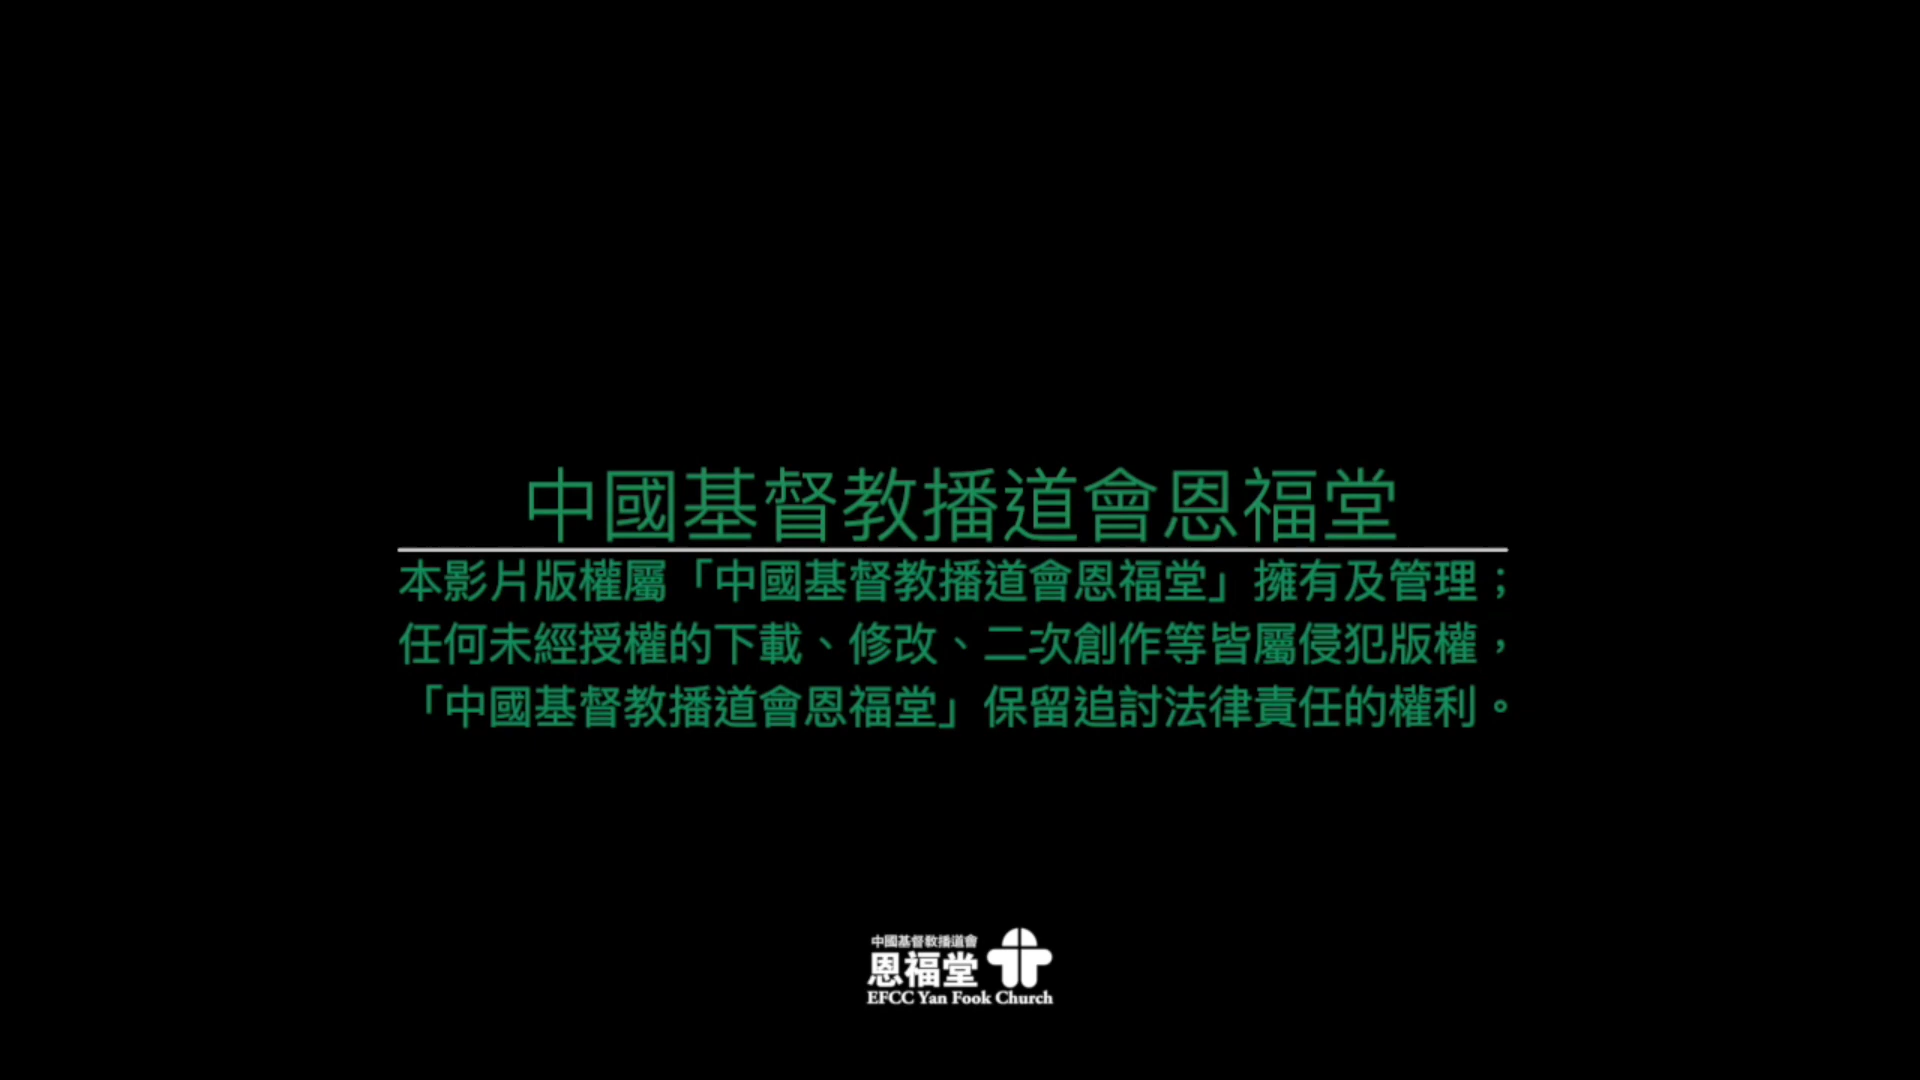 中國基督教播道會恩福堂
本影片版權屬「中國基督教播道會恩福堂」擁有及管理；
任何未經授權的下載、修改、二次創作等皆屬侵犯版權，
「中國基督教播道會恩福堂」保留追討法律責任的權利。
中國基督教播道會
恩福堂
EFCC Yan Fook Church